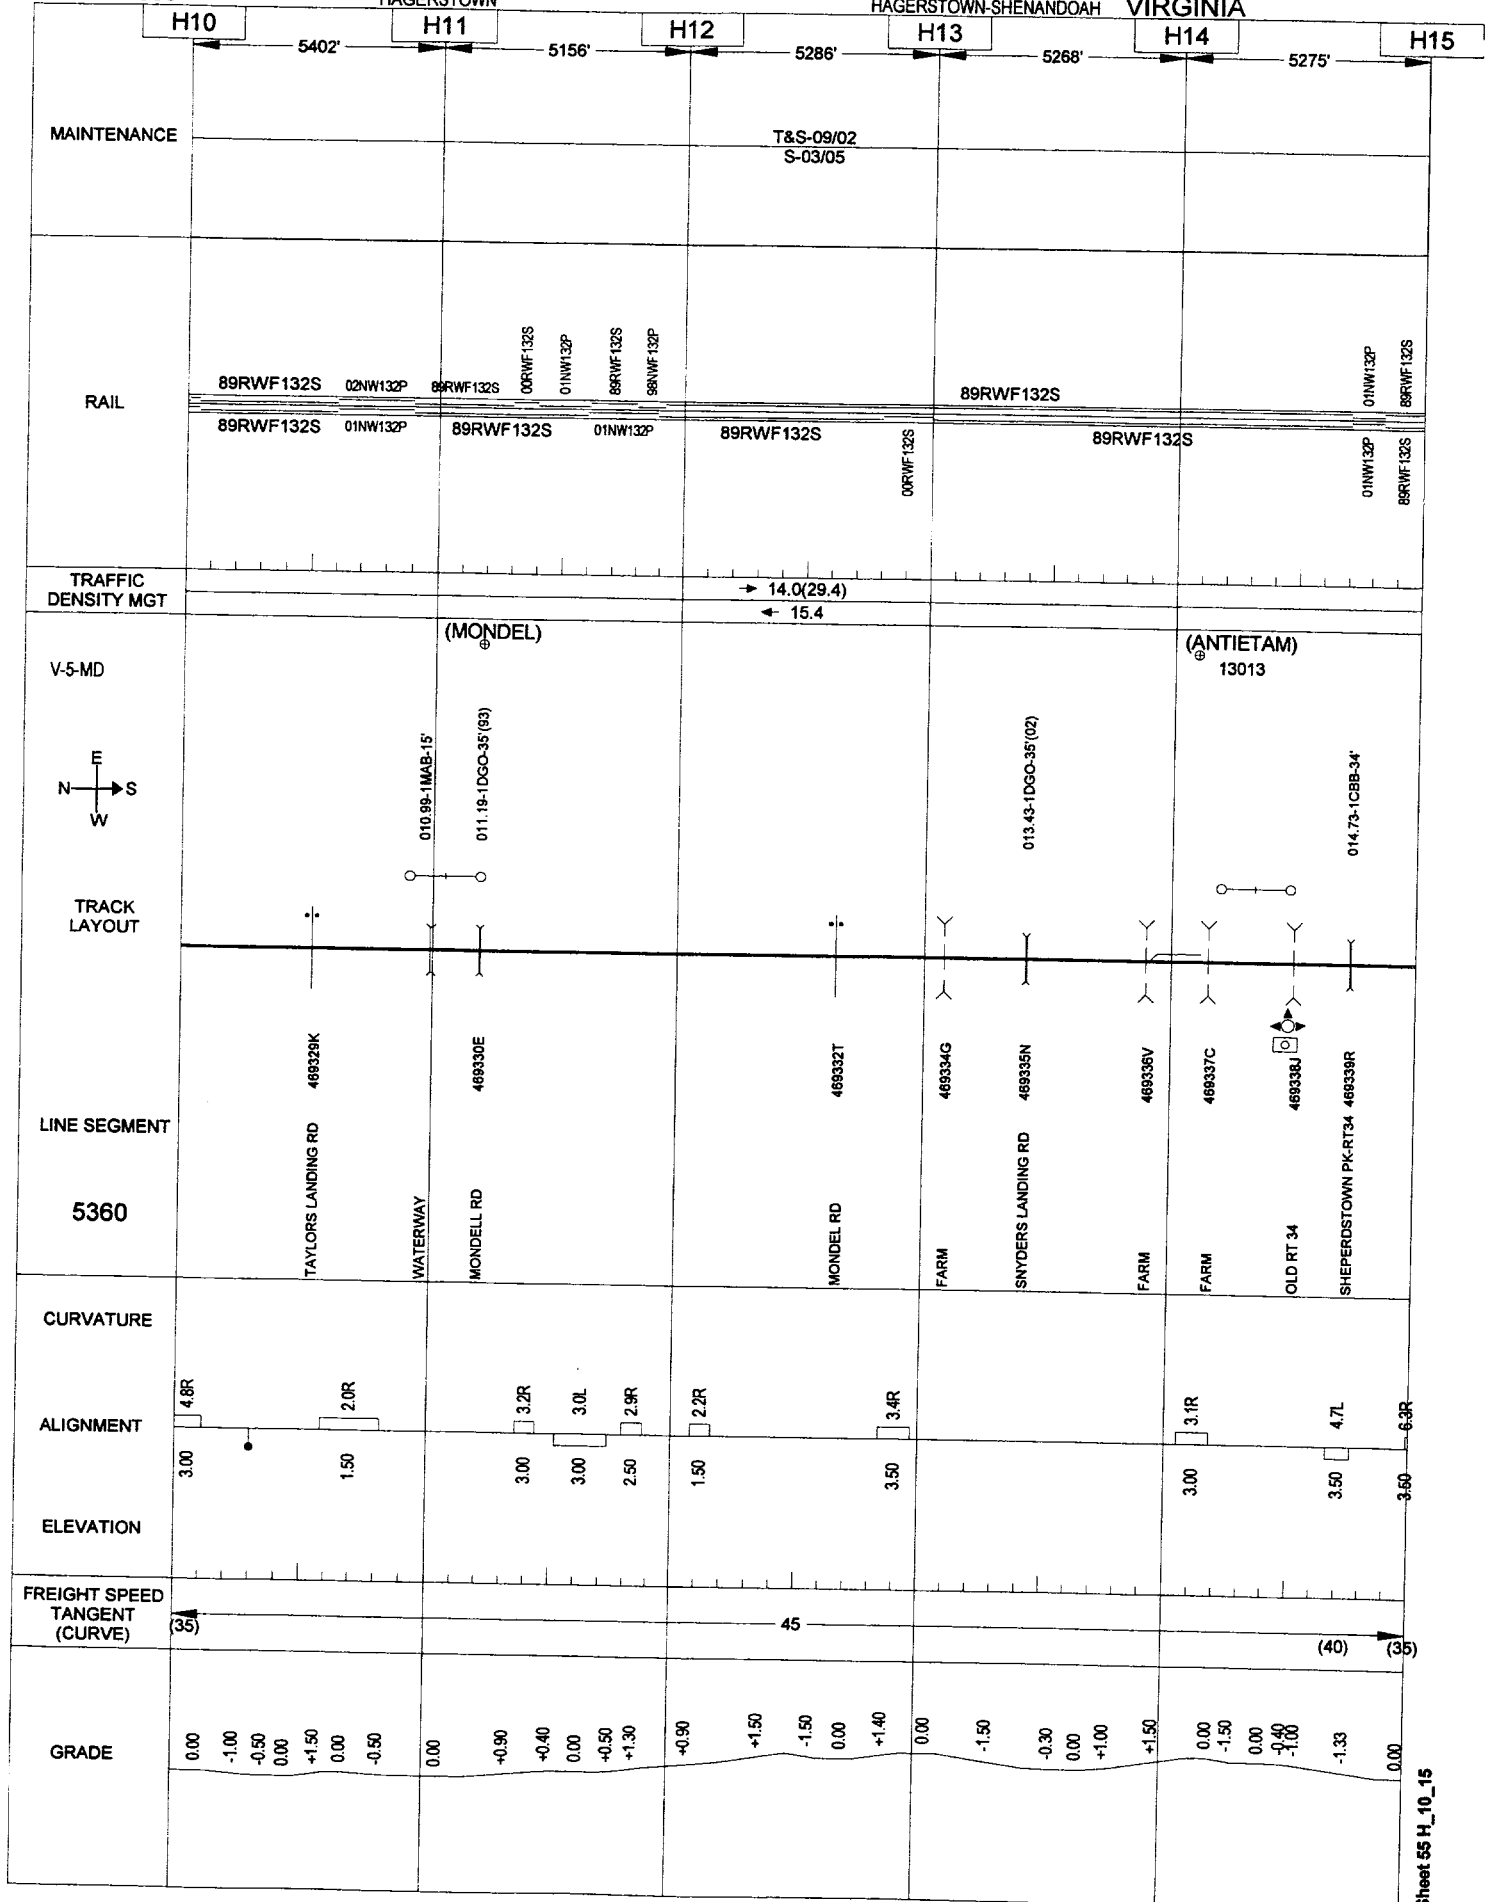 HAGERSTOWN
HAGERSTOWN-SHENANDOAH VIRGINIA
H10 H11 H12 H13 H14 H15
5402' 5156' 5286' 5268' 5275'
MAINTENANCE
T&S-09/02
S-03/05
RAIL
89RWF132S 02NW132P 89RWF132S 00RWF132S 01NW132P 89RWF132S 98NWF132P 89RWF132S 01NW132P 89RWF132S
89RWF132S 01NW132P 89RWF132S 01NW132P 89RWF132S 00RWF132S 89RWF132S 01NW132P 89RWF132S
TRAFFIC
DENSITY MGT
14.0(29.4)
15.4
V-5-MD
(MONDEL)
(ANTIETAM)
13013
E
N S
W
010.99-1MAB-15'
011.19-1DGO-35'(93)
013.43-1DGO-35'(02)
014.73-1CBB-34'
TRACK
LAYOUT
LINE SEGMENT
5360
TAYLORS LANDING RD 469329K
WATERWAY
MONDELL RD 469330E
MONDEL RD 469332T
FARM 469334G
SNYDERS LANDING RD 469335N
FARM 469336V
FARM 469337C
OLD RT 34 469338J
SHEPERDSTOWN PK-RT34 469339R
CURVATURE
ALIGNMENT
4.8R 2.0R 3.2R 3.0L 2.9R 2.2R 3.4R 3.1R 4.7L 6.3R
3.00 1.50 3.00 3.00 2.50 1.50 3.50 3.00 3.50 3.50
ELEVATION
FREIGHT SPEED
TANGENT
(CURVE)
(35) 45 (40) (35)
GRADE
0.00 -1.00 -0.50 0.00 +1.50 0.00 -0.50 0.00 +0.90 +0.40 0.00 +0.50 +1.30 +0.90 +1.50 -1.50 0.00 +1.40 0.00 -1.50 -0.30 0.00 +1.00 +1.50 0.00 -1.50 0.00 -0.40 -1.00 -1.33 0.00
Sheet 55 H_10_15